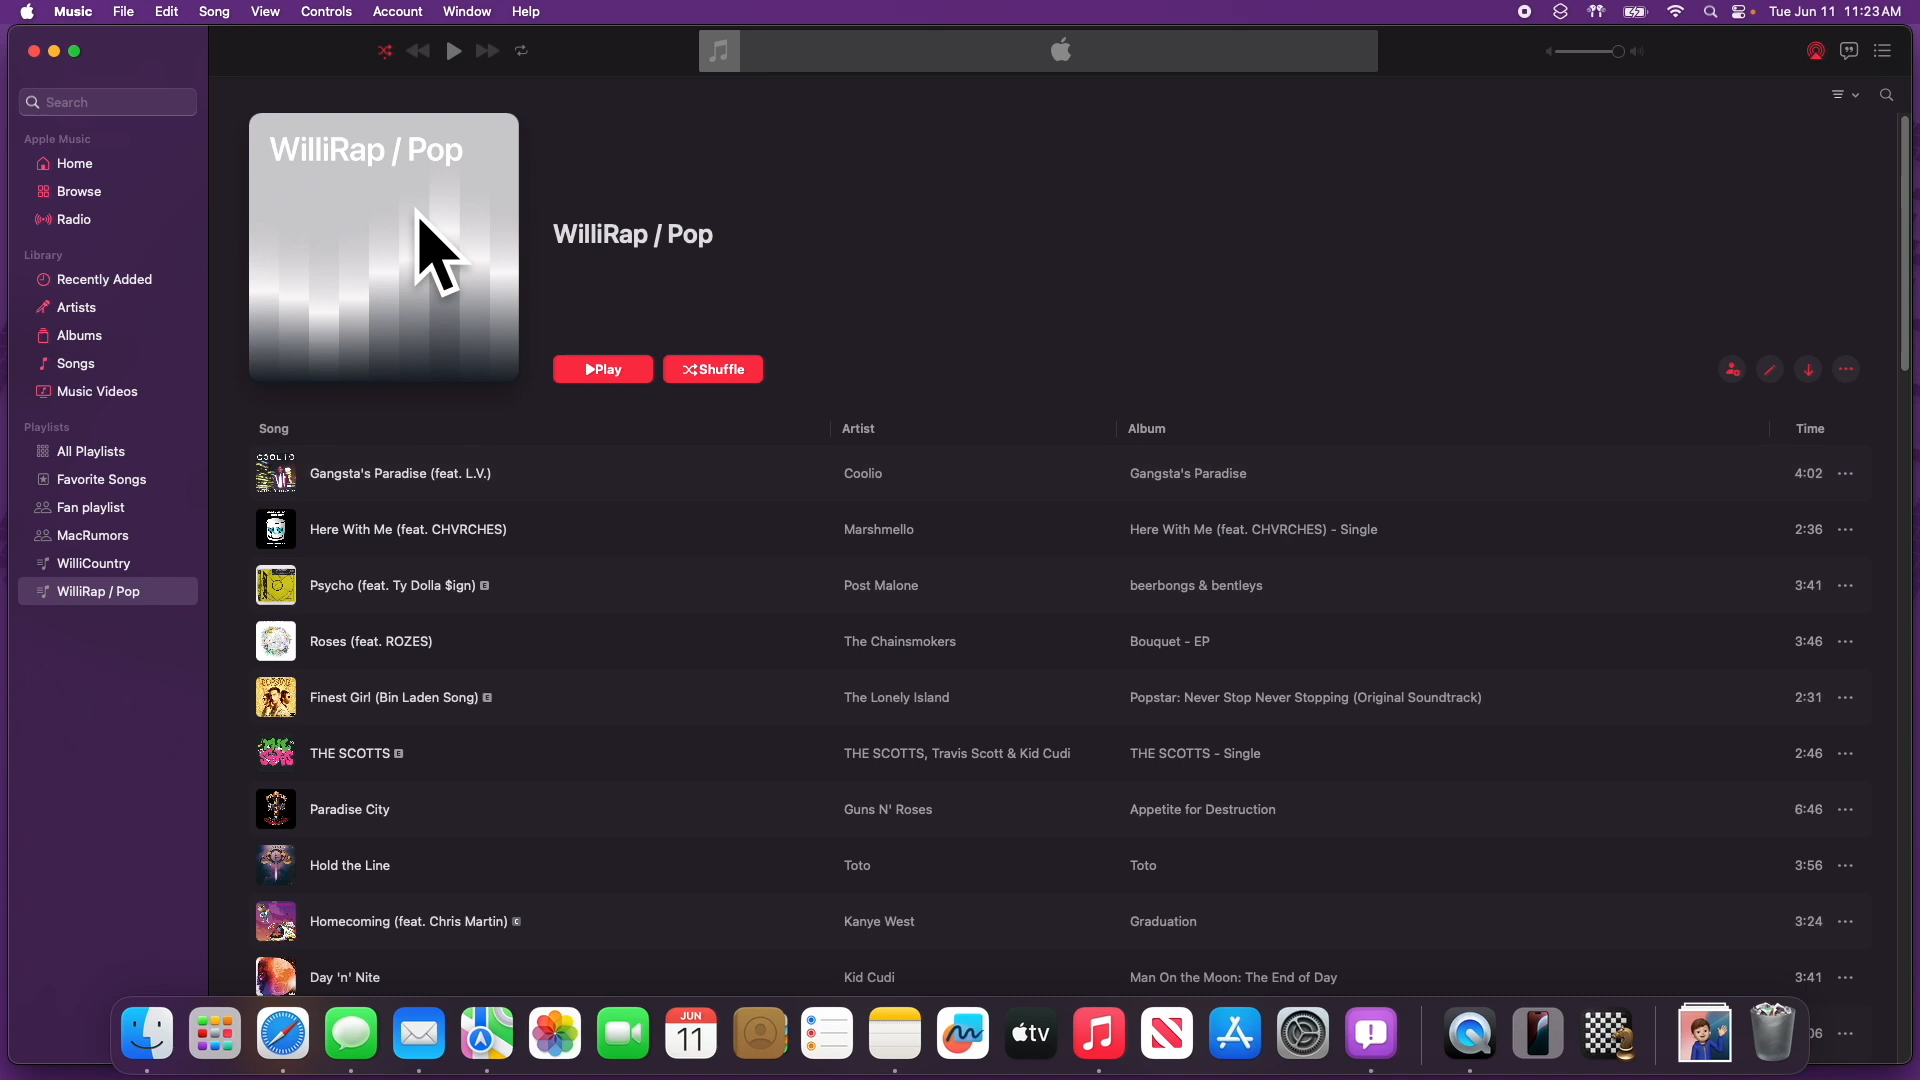 Music File Edit Song View Controls Account Window Help Tue Jun 11 11:23 AM
Search
Apple Music
Home
Browse
Radio
Library
Recently Added
Artists
Albums
Songs
Music Videos
Playlists
All Playlists
Favorite Songs
Fan playlist
MacRumors
WilliCountry
WilliRap / Pop
WilliRap / Pop
WilliRap / Pop
Play Shuffle
Song Artist Album Time
COOLIO
Gangsta's Paradise (feat. L.V.) Coolio Gangsta's Paradise 4:02
Here With Me (feat. CHVRCHES) Marshmello Here With Me (feat. CHVRCHES) - Single 2:36
Psycho (feat. Ty Dolla $ign) E Post Malone beerbongs & bentleys 3:41
Roses (feat. ROZES) The Chainsmokers Bouquet - EP 3:46
Finest Girl (Bin Laden Song) E The Lonely Island Popstar: Never Stop Never Stopping (Original Soundtrack) 2:31
THE SCOTTS E THE SCOTTS, Travis Scott & Kid Cudi THE SCOTTS - Single 2:46
Paradise City Guns N' Roses Appetite for Destruction 6:46
Hold the Line Toto Toto 3:56
Homecoming (feat. Chris Martin) E Kanye West Graduation 3:24
Day 'n' Nite Kid Cudi Man On the Moon: The End of Day 3:41
JUN
11
tv